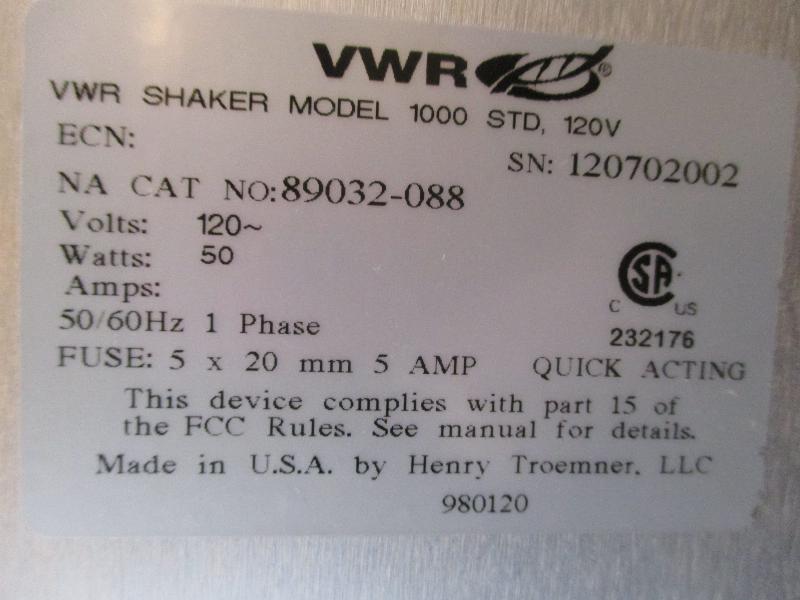 VWR ®
VWR SHAKER MODEL 1000 STD, 120V
ECN:
SN: 120702002
NA CAT NO:89032-088
Volts: 120~
Watts: 50
Amps:
50/60Hz 1 Phase
SA
C US
232176
FUSE: 5 x 20 mm 5 AMP QUICK ACTING
This device complies with part 15 of
the FCC Rules. See manual for details.
Made in U.S.A. by Henry Troemner, LLC
980120